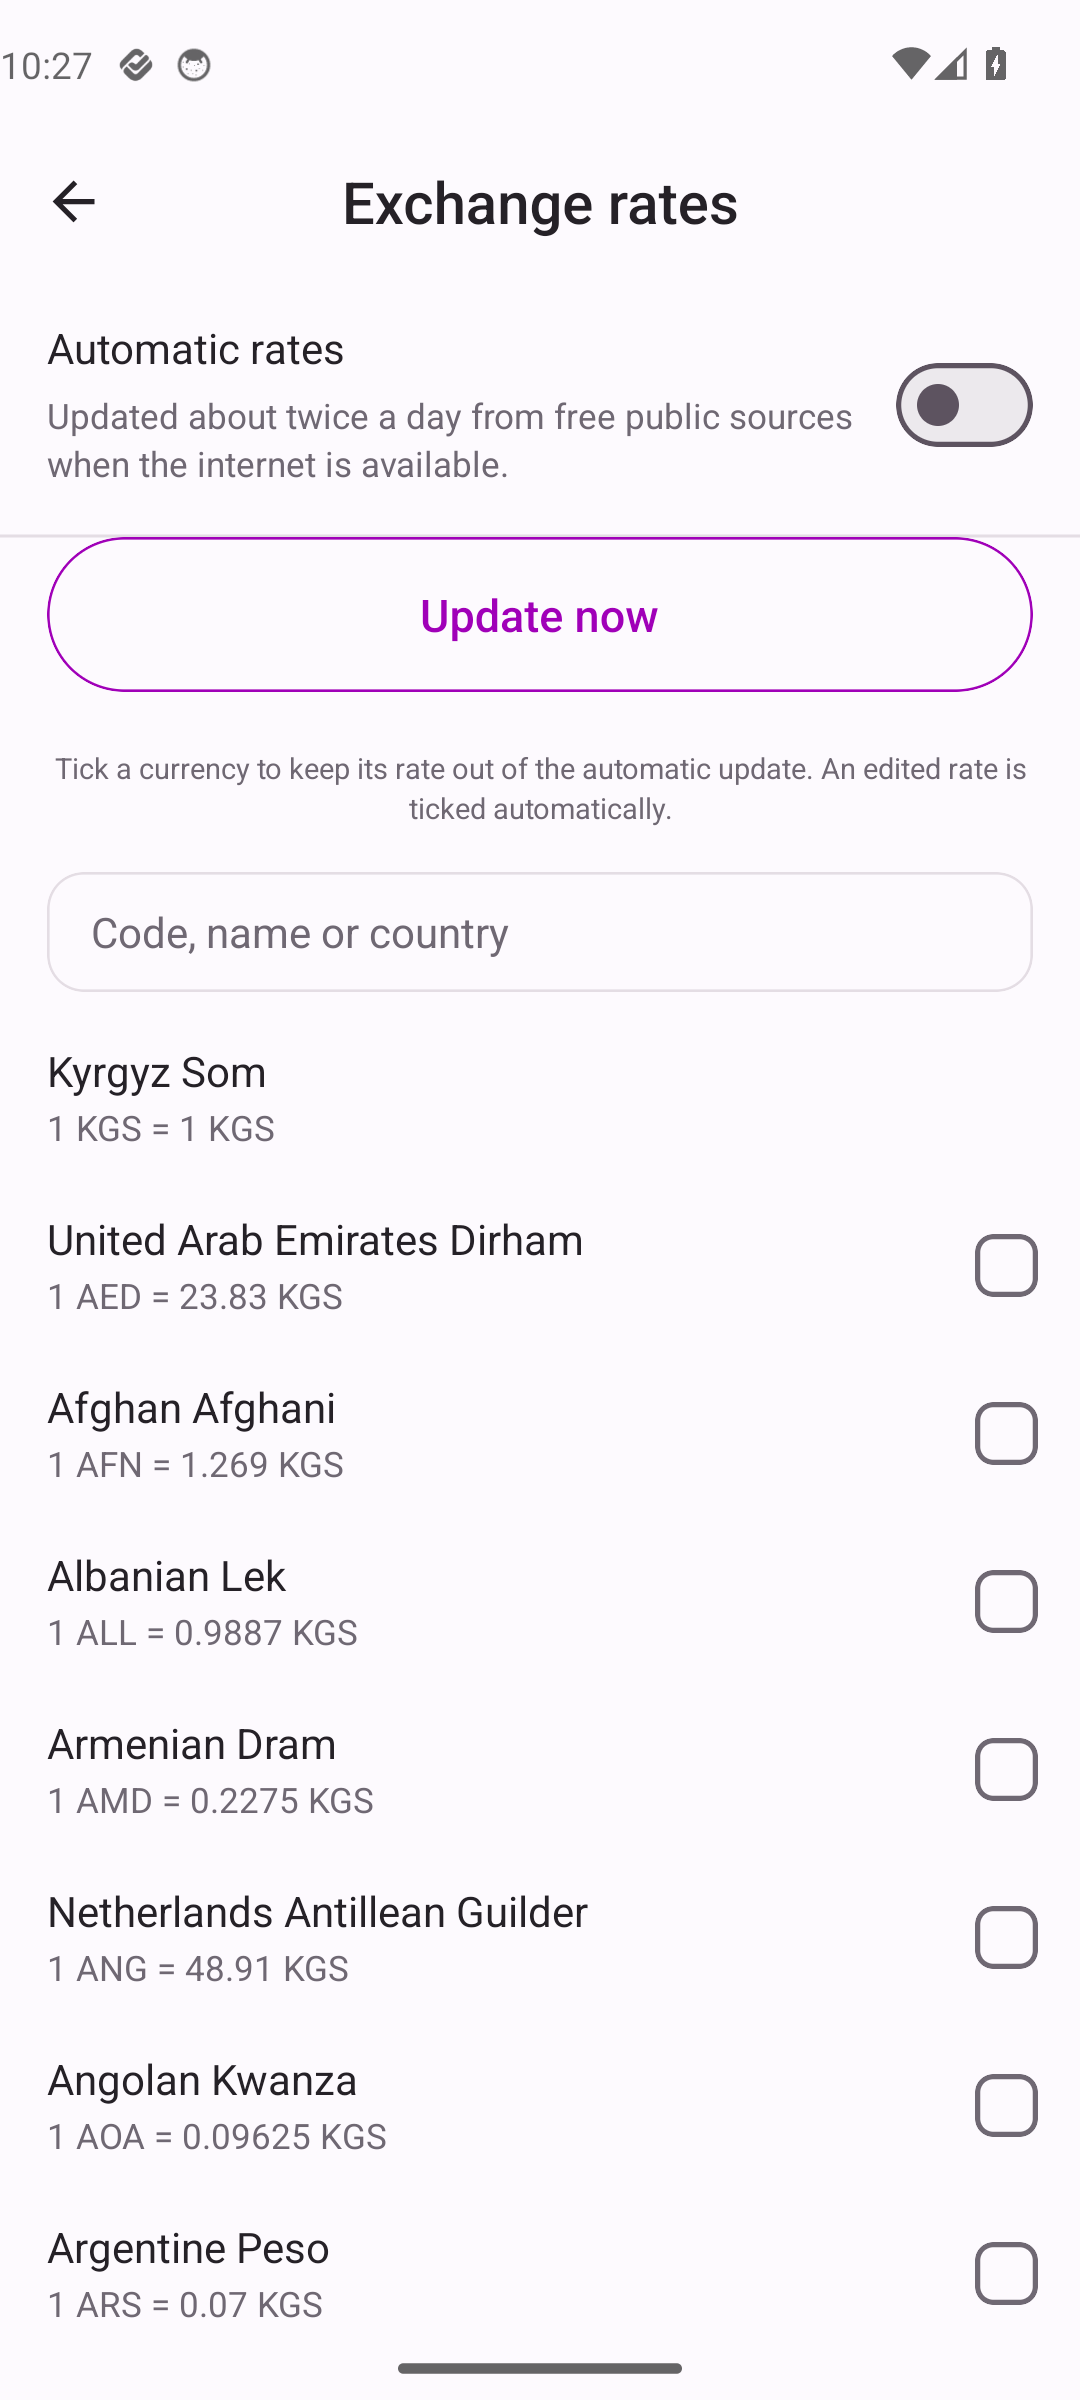 10:27
Exchange rates
Automatic rates
Updated about twice a day from free public sources
when the internet is available.
Update now
Tick a currency to keep its rate out of the automatic update. An edited rate is
ticked automatically.
Code, name or country
Kyrgyz Som
1 KGS = 1 KGS
United Arab Emirates Dirham
1 AED = 23.83 KGS
Afghan Afghani
1 AFN = 1.269 KGS
Albanian Lek
1 ALL = 0.9887 KGS
Armenian Dram
1 AMD = 0.2275 KGS
Netherlands Antillean Guilder
1 ANG = 48.91 KGS
Angolan Kwanza
1 AOA = 0.09625 KGS
Argentine Peso
1 ARS = 0.07 KGS